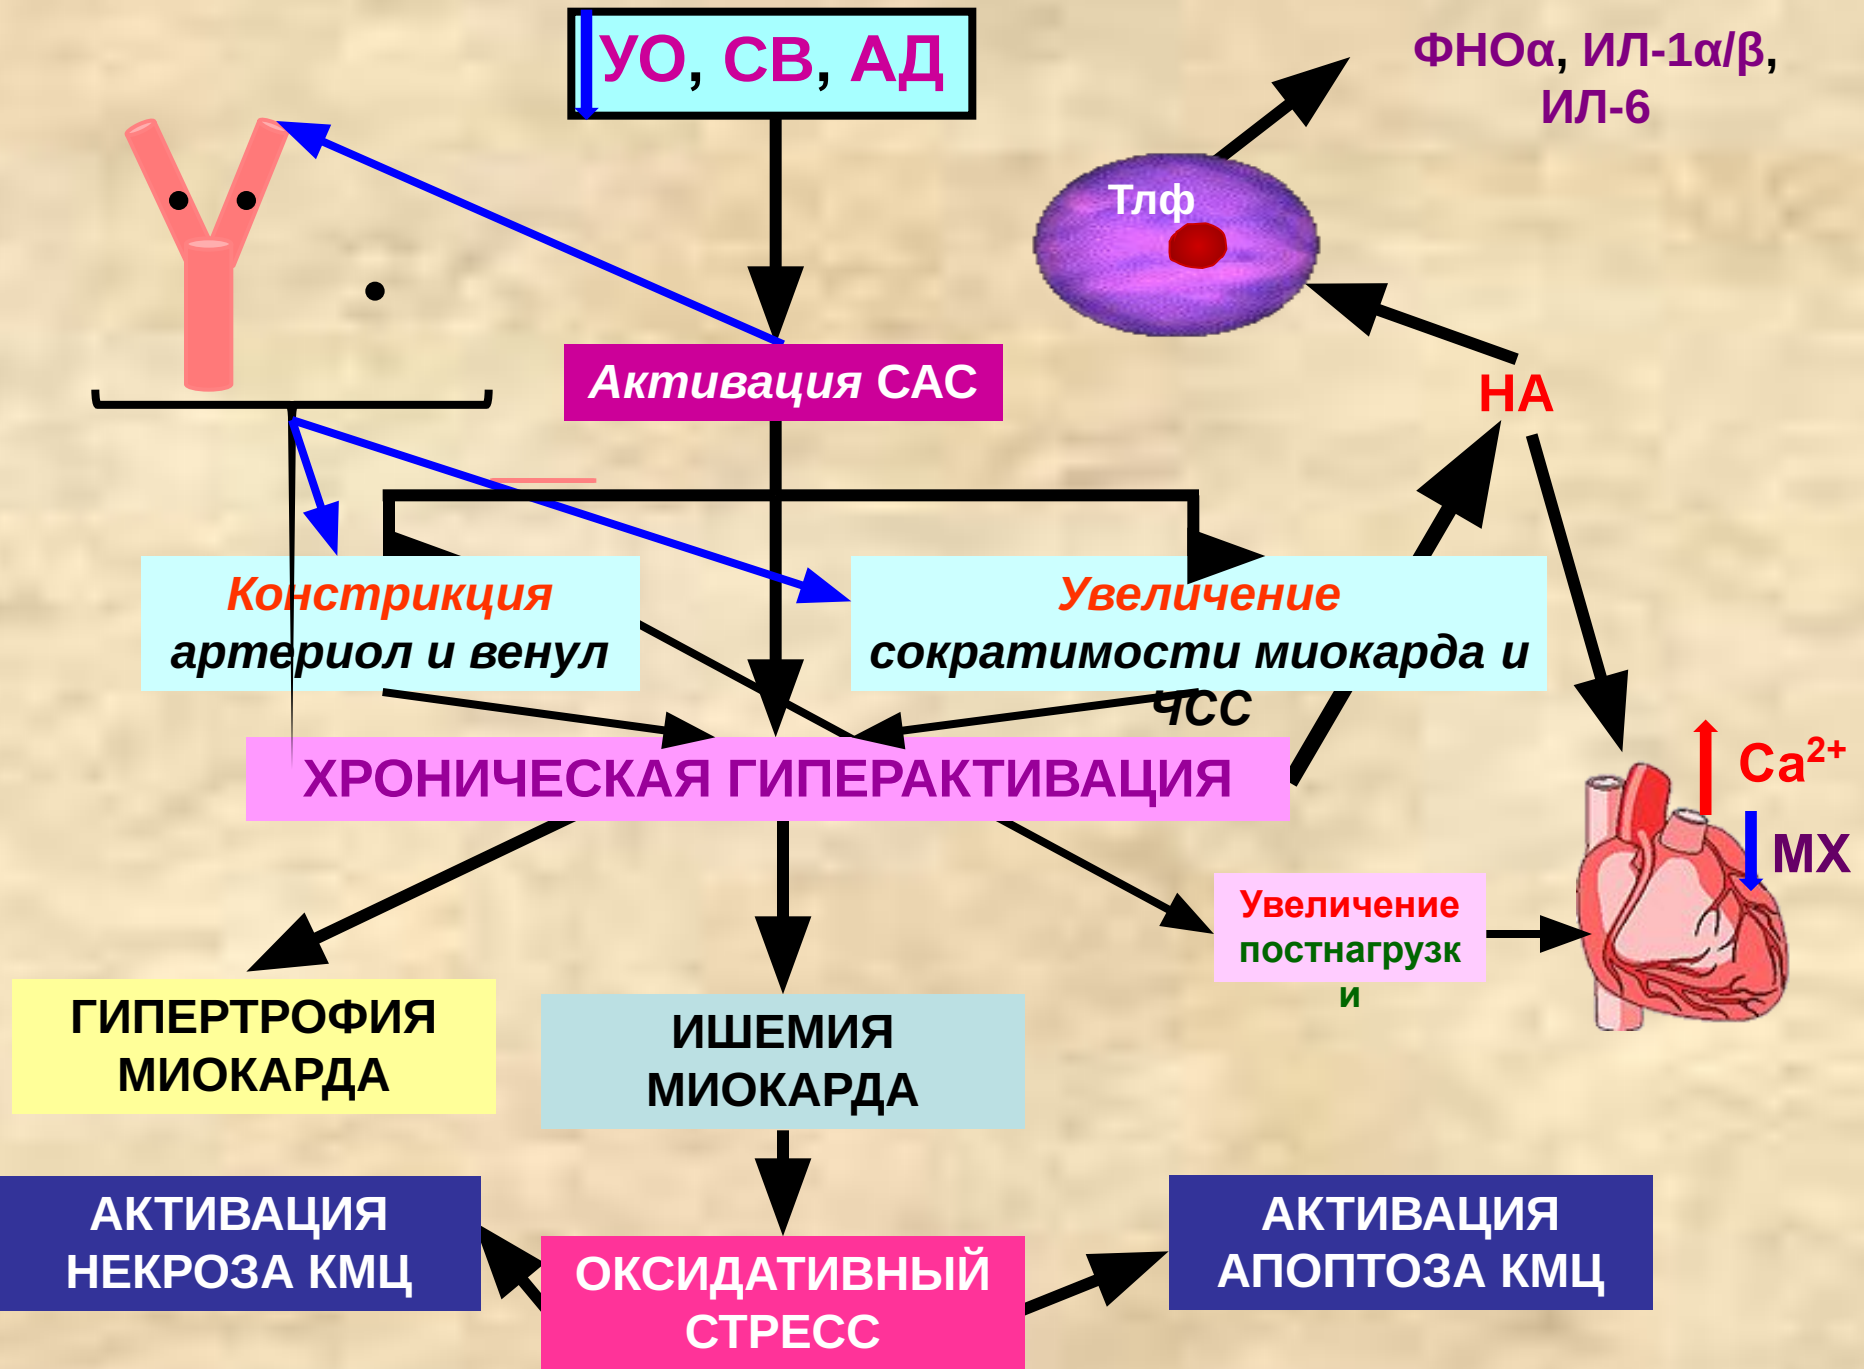 УО, СВ, АД
ФНОα, ИЛ-1α/β,
ИЛ-6
Тлф
Активация САС
НА
Констрикция
артериол и венул
Увеличение
сократимости миокарда и
ЧСС
ХРОНИЧЕСКАЯ ГИПЕРАКТИВАЦИЯ
Ca²⁺
МХ
Увеличение
постнагрузк
и
ГИПЕРТРОФИЯ
МИОКАРДА
ИШЕМИЯ
МИОКАРДА
АКТИВАЦИЯ
НЕКРОЗА КМЦ
ОКСИДАТИВНЫЙ
СТРЕСС
АКТИВАЦИЯ
АПОПТОЗА КМЦ